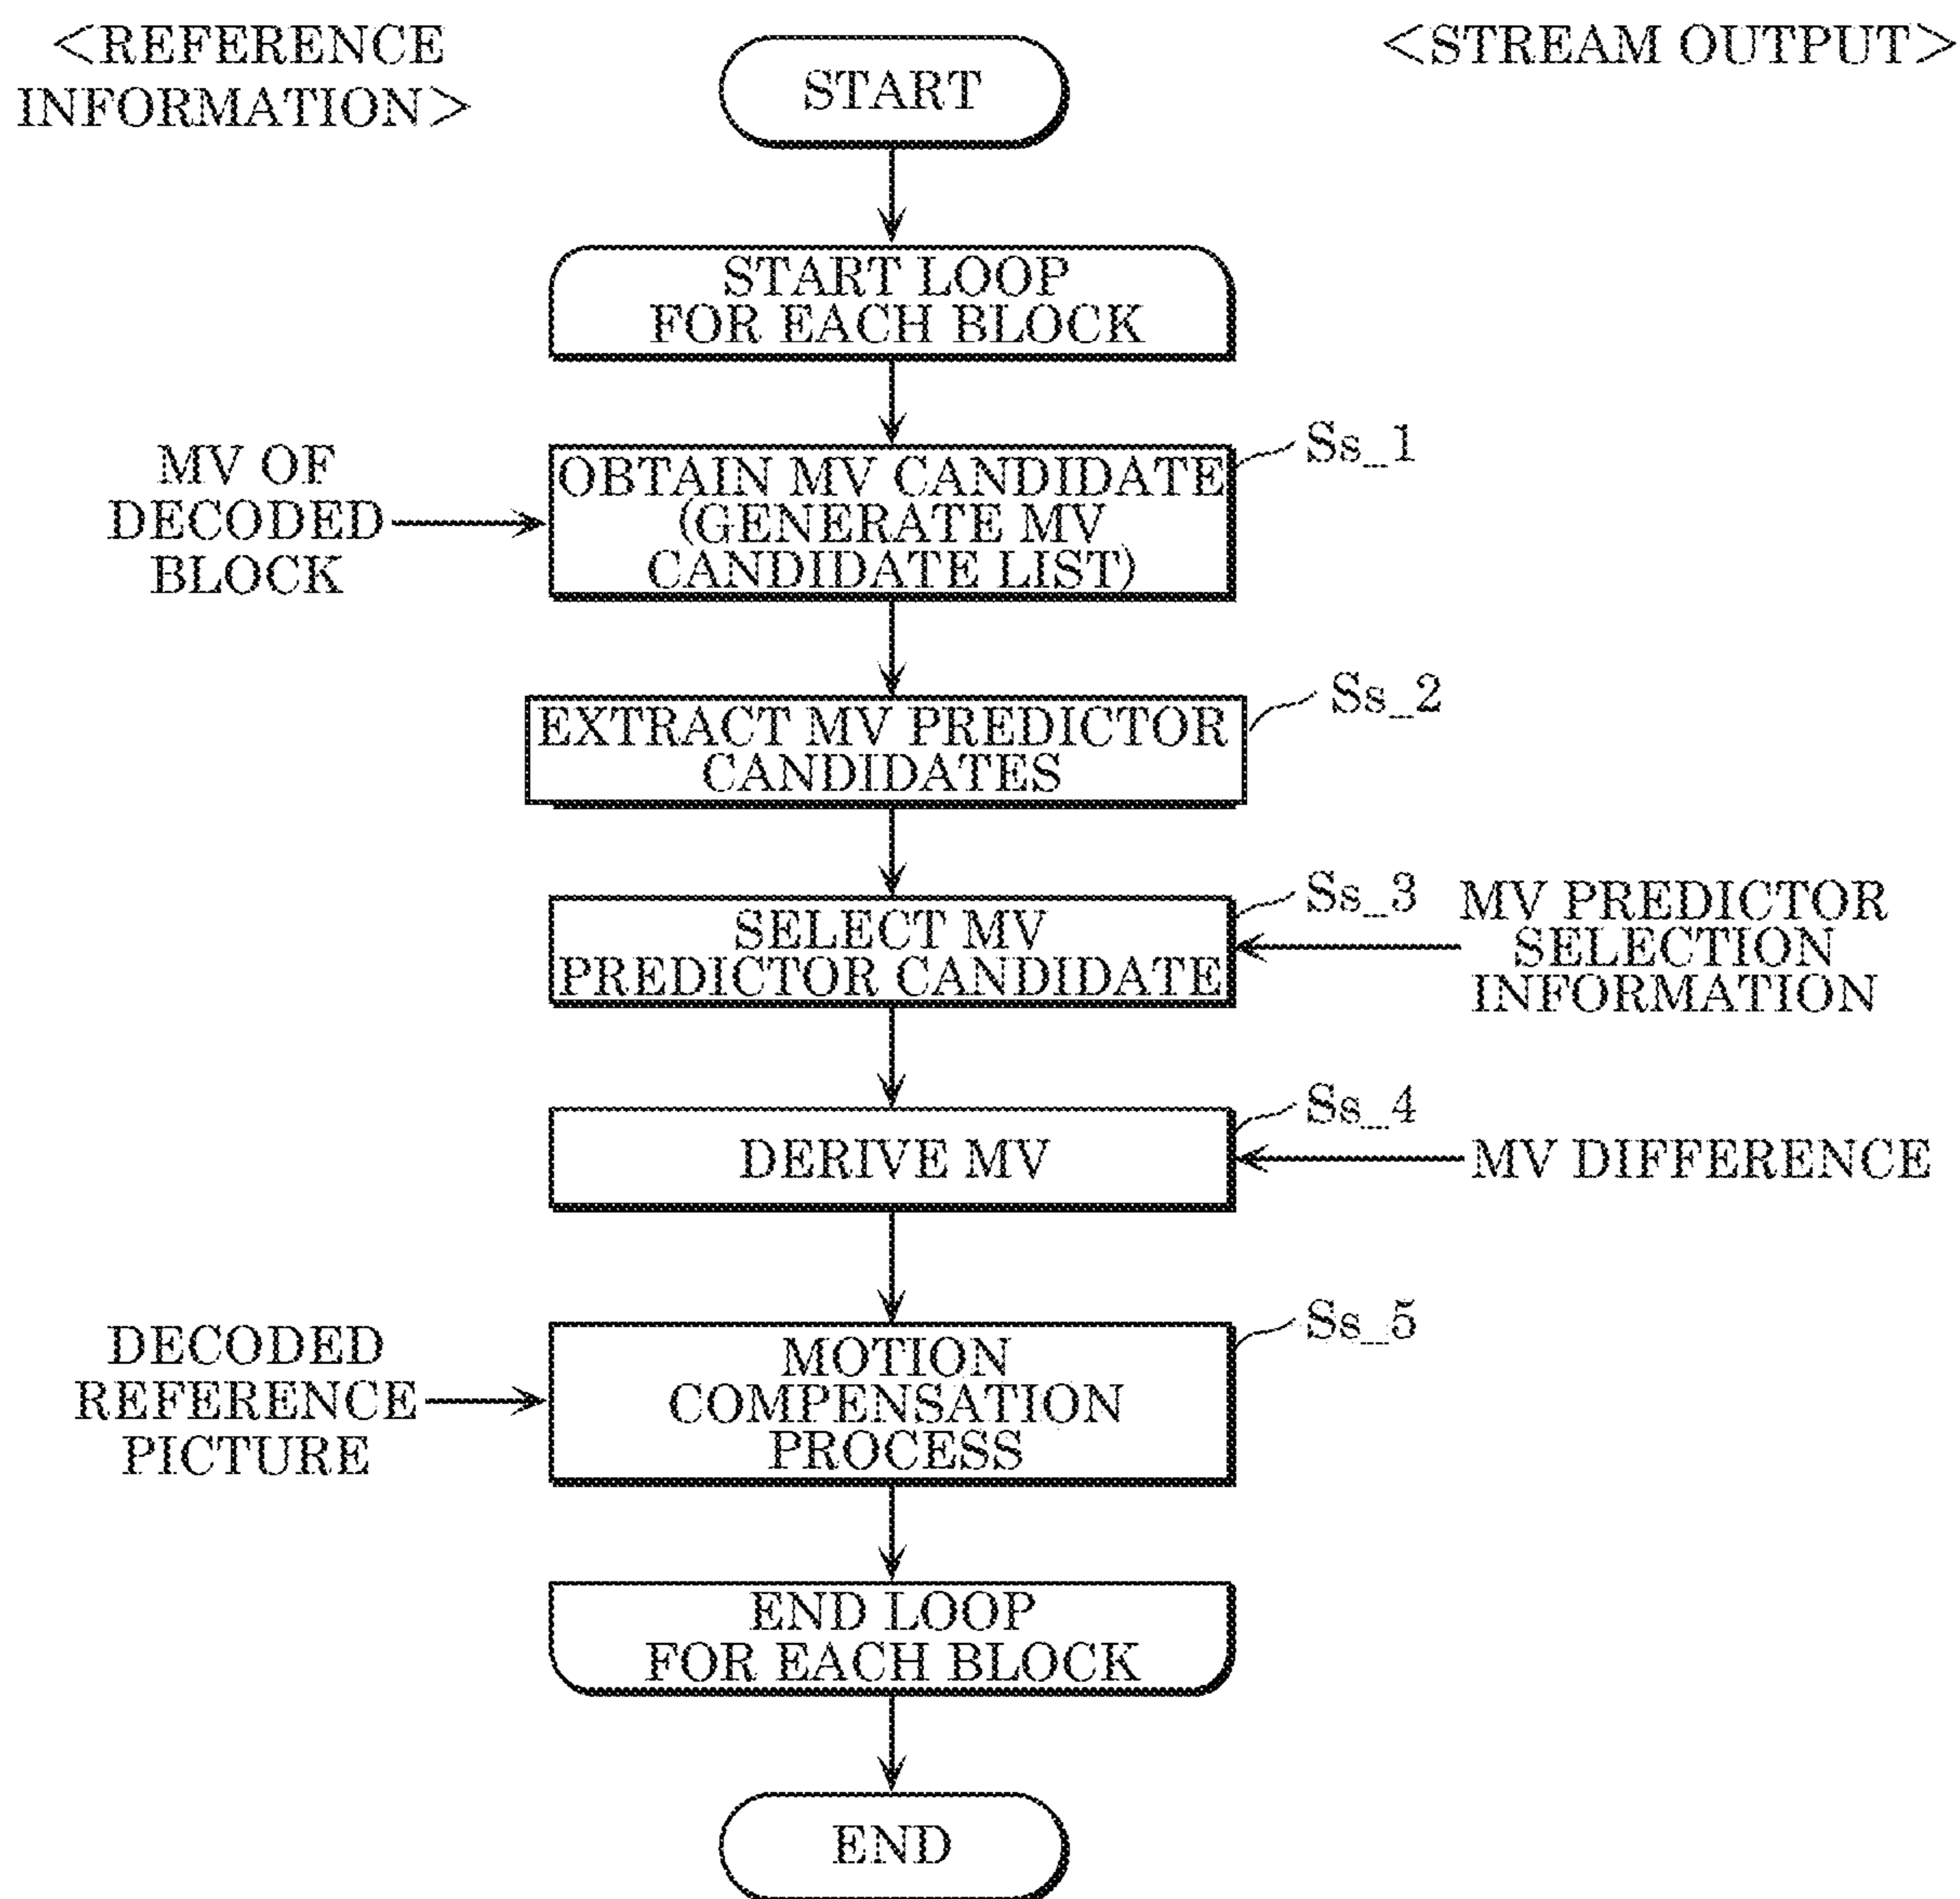 <REFERENCE
INFORMATION>
<STREAM OUTPUT>
START
START LOOP
FOR EACH BLOCK
MV OF
DECODED
BLOCK
OBTAIN MV CANDIDATE
(GENERATE MV
CANDIDATE LIST)
Ss_1
EXTRACT MV PREDICTOR
CANDIDATES
Ss_2
SELECT MV
PREDICTOR CANDIDATE
Ss_3
MV PREDICTOR
SELECTION
INFORMATION
DERIVE MV
Ss_4
MV DIFFERENCE
DECODED
REFERENCE
PICTURE
MOTION
COMPENSATION
PROCESS
Ss_5
END LOOP
FOR EACH BLOCK
END